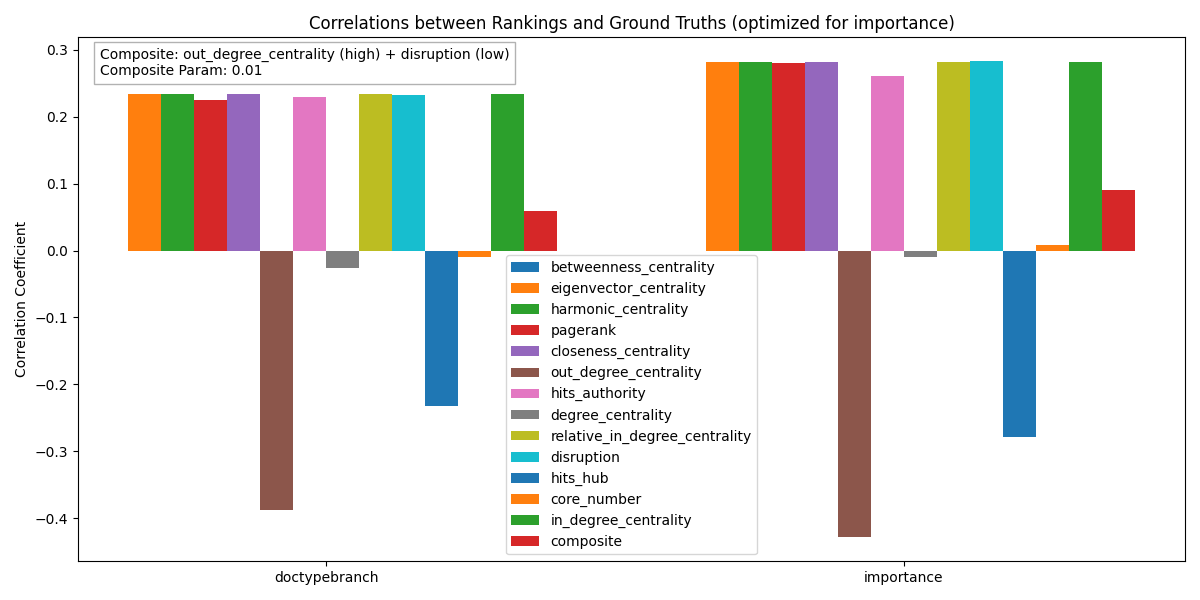 Correlations between Rankings and Ground Truths (optimized for importance)
Composite: out_degree_centrality (high) + disruption (low)
Composite Param: 0.01
Correlation Coefficient
0.3
0.2
0.1
0.0
−0.1
−0.2
−0.3
−0.4
betweenness_centrality
eigenvector_centrality
harmonic_centrality
pagerank
closeness_centrality
out_degree_centrality
hits_authority
degree_centrality
relative_in_degree_centrality
disruption
hits_hub
core_number
in_degree_centrality
composite
doctypebranch
importance